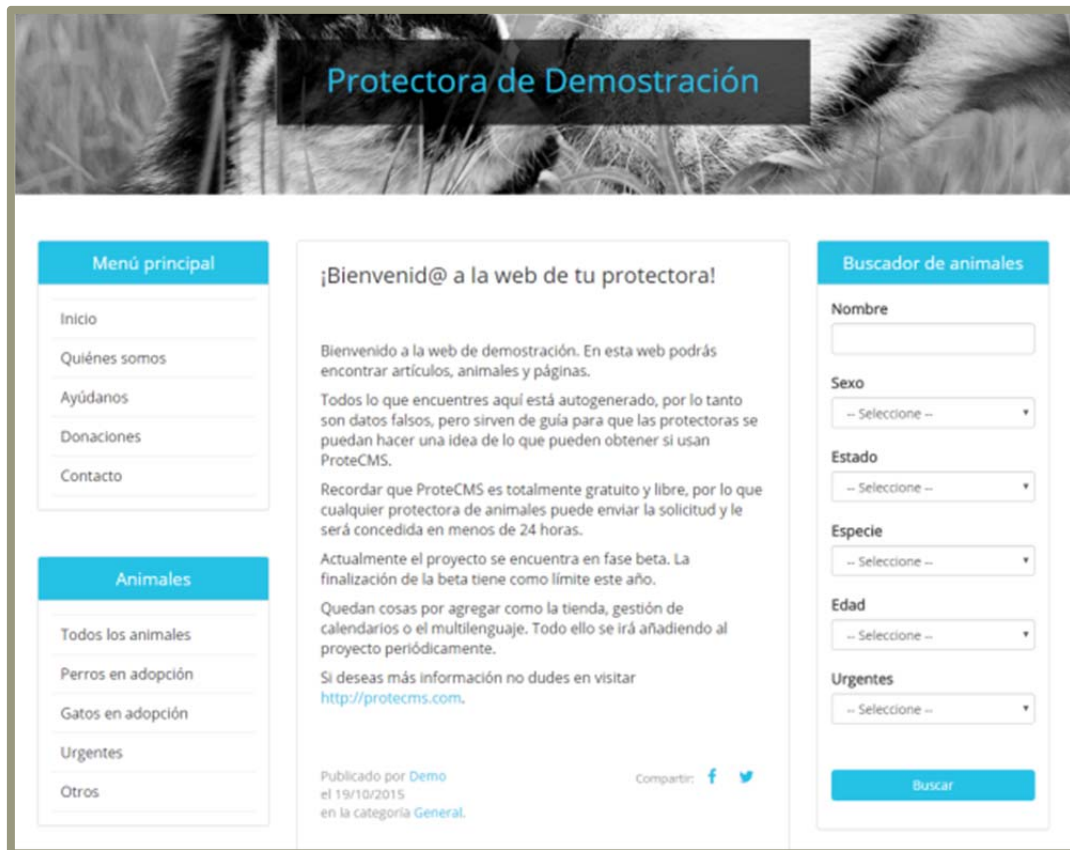 Protectora de Demostración
Menú principal
Inicio
Quiénes somos
Ayúdanos
Donaciones
Contacto
Animales
Todos los animales
Perros en adopción
Gatos en adopción
Urgentes
Otros
¡Bienvenid@ a la web de tu protectora!
Bienvenido a la web de demostración. En esta web podrás
encontrar artículos, animales y páginas.
Todos lo que encuentres aquí está autogenerado, por lo tanto
son datos falsos, pero sirven de guía para que las protectoras se
puedan hacer una idea de lo que pueden obtener si usan
ProteCMS.
Recordar que ProteCMS es totalmente gratuito y libre, por lo que
cualquier protectora de animales puede enviar la solicitud y le
será concedida en menos de 24 horas.
Actualmente el proyecto se encuentra en fase beta. La
finalización de la beta tiene como límite este año.
Quedan cosas por agregar como la tienda, gestión de
calendarios o el multilenguaje. Todo ello se irá añadiendo al
proyecto periódicamente.
Si deseas más información no dudes en visitar
http://protecms.com.
Publicado por Demo
el 19/10/2015
en la categoría General.
Compartir:
Buscador de animales
Nombre
Sexo
-- Seleccione --
Estado
-- Seleccione --
Especie
-- Seleccione --
Edad
-- Seleccione --
Urgentes
-- Seleccione --
Buscar